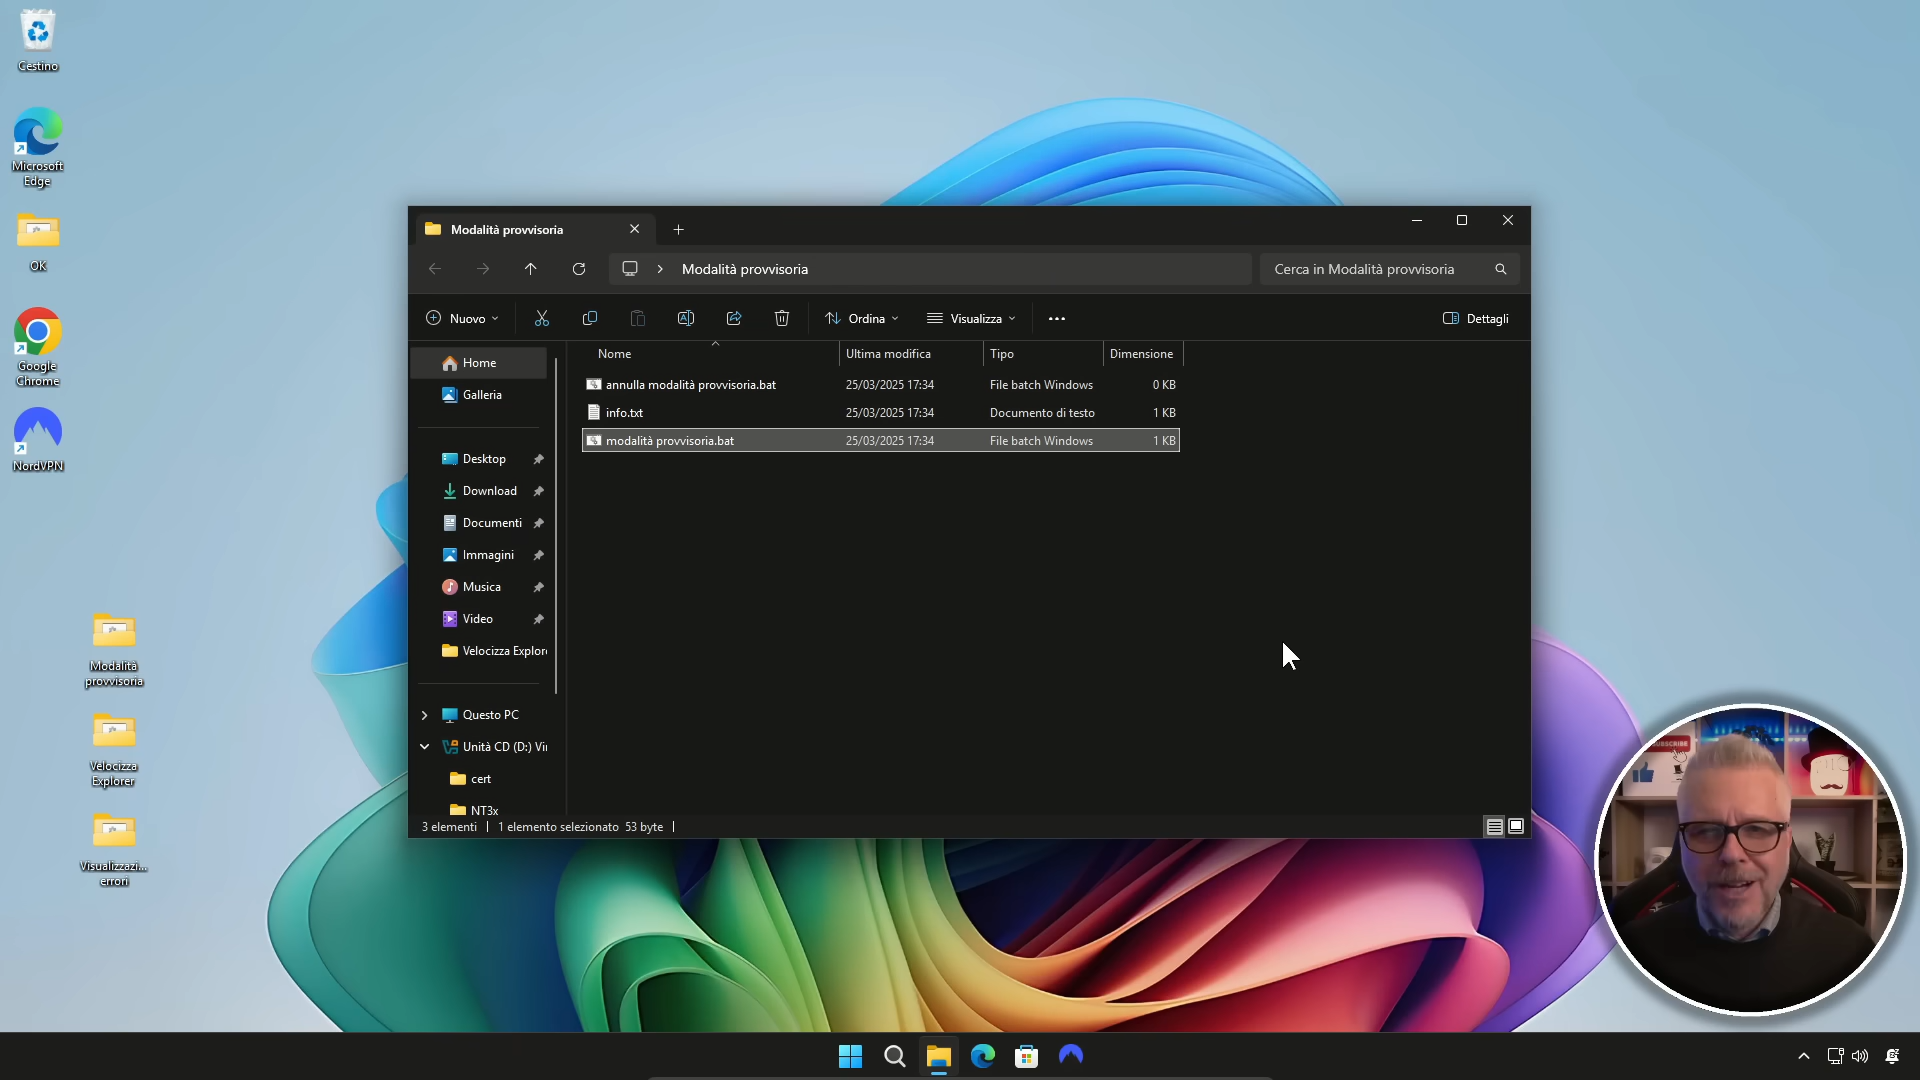 Cestino
Microsoft
Edge
OK
Google
Chrome
NordVPN
Modalità
provvisoria
Velocizza
Explorer
Visualizzazi...
errori
Modalità provvisoria
Modalità provvisoria
Cerca in Modalità provvisoria
Nuovo
Ordina
Visualizza
Dettagli
Home
Galleria
Desktop
Download
Documenti
Immagini
Musica
Video
Velocizza Explore
Questo PC
Unità CD (D:) Vi
cert
NT3x
Nome Ultima modifica Tipo Dimensione
annulla modalità provvisoria.bat 25/03/2025 17:34 File batch Windows 0 KB
info.txt 25/03/2025 17:34 Documento di testo 1 KB
modalità provvisoria.bat 25/03/2025 17:34 File batch Windows 1 KB
3 elementi 1 elemento selezionato 53 byte
SUBSCRIBE